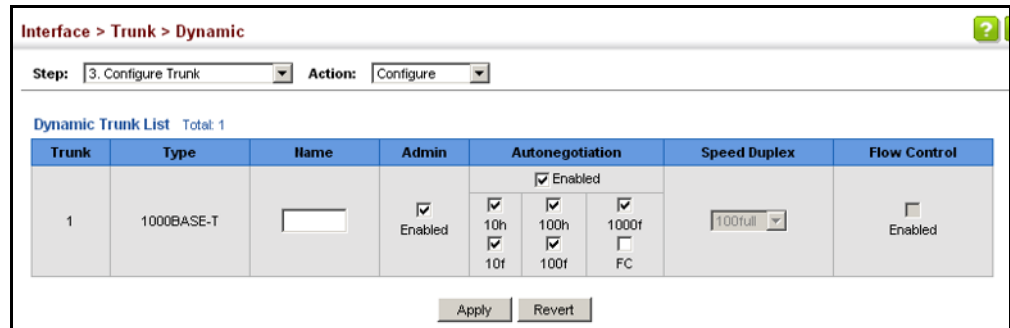 Interface > Trunk > Dynamic
?
Step: 3. Configure Trunk Action: Configure
Dynamic Trunk List Total: 1
Trunk Type Name Admin Autonegotiation Speed Duplex Flow Control
Enabled
1 1000BASE-T Enabled 10h 100h 1000f 100full Enabled
10f 100f FC
Apply Revert